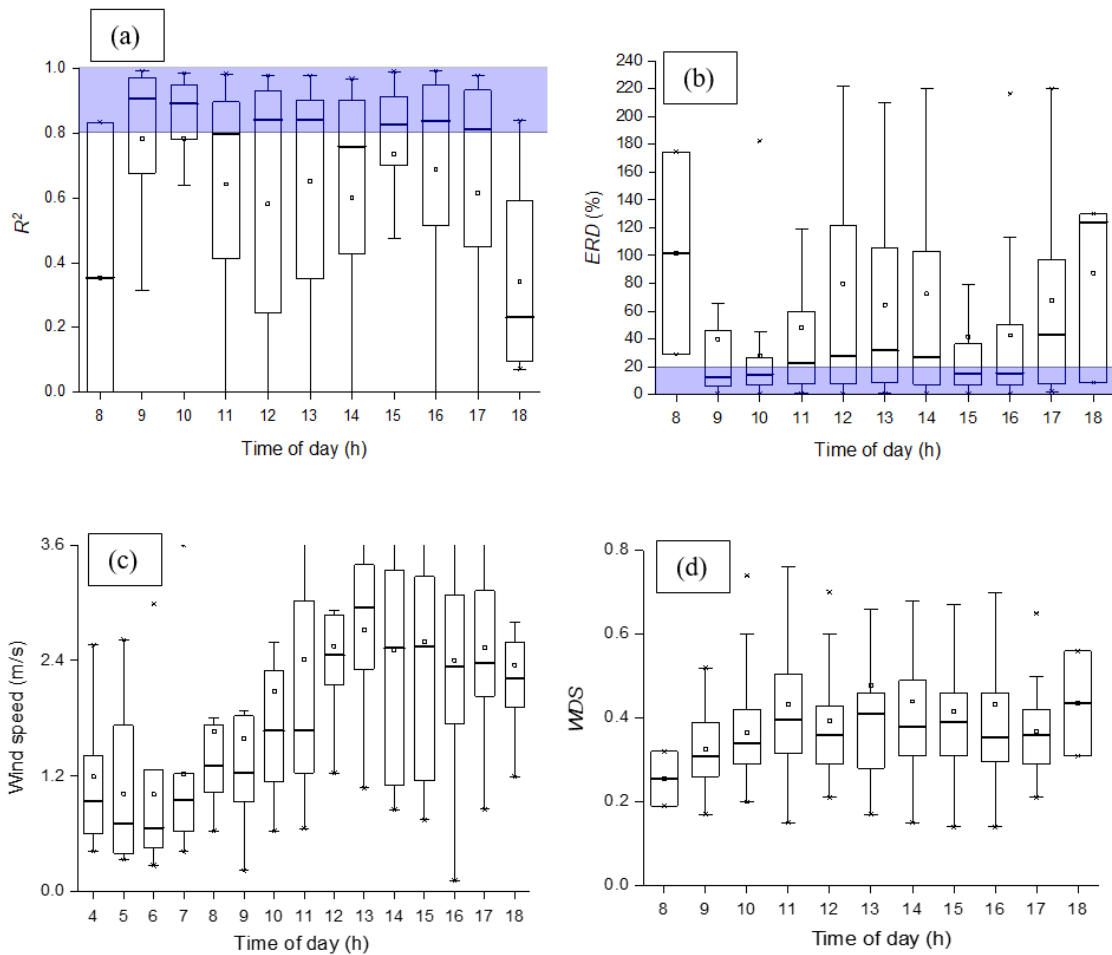 (a)
1.0
0.8
0.6
0.4
0.2
0.0
R²
8 9 10 11 12 13 14 15 16 17 18
Time of day (h)
(b)
240
220
200
180
160
140
120
100
80
60
40
20
0
ERD (%)
8 9 10 11 12 13 14 15 16 17 18
Time of day (h)
(c)
3.6
2.4
1.2
0.0
Wind speed (m/s)
4 5 6 7 8 9 10 11 12 13 14 15 16 17 18
Time of day (h)
(d)
0.8
0.6
0.4
0.2
0.0
WDS
8 9 10 11 12 13 14 15 16 17 18
Time of day (h)